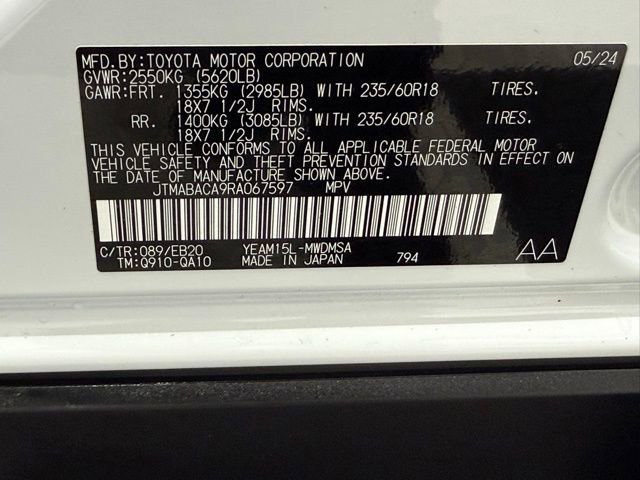 MFD.BY:TOYOTA MOTOR CORPORATION 05/24
GVWR:2550KG (5620LB)
GAWR:FRT. 1355KG (2985LB) WITH 235/60R18 TIRES.
18X7 1/2J RIMS.
RR. 1400KG (3085LB) WITH 235/60R18 TIRES.
18X7 1/2J RIMS.
THIS VEHICLE CONFORMS TO ALL APPLICABLE FEDERAL MOTOR
VEHICLE SAFETY AND THEFT PREVENTION STANDARDS IN EFFECT ON
THE DATE OF MANUFACTURE SHOWN ABOVE.
JTMABACA9RA067597 MPV
C/TR:089/EB20 YEAM15L-MWDMSA
TM:Q910-QA10 MADE IN JAPAN 794 AA